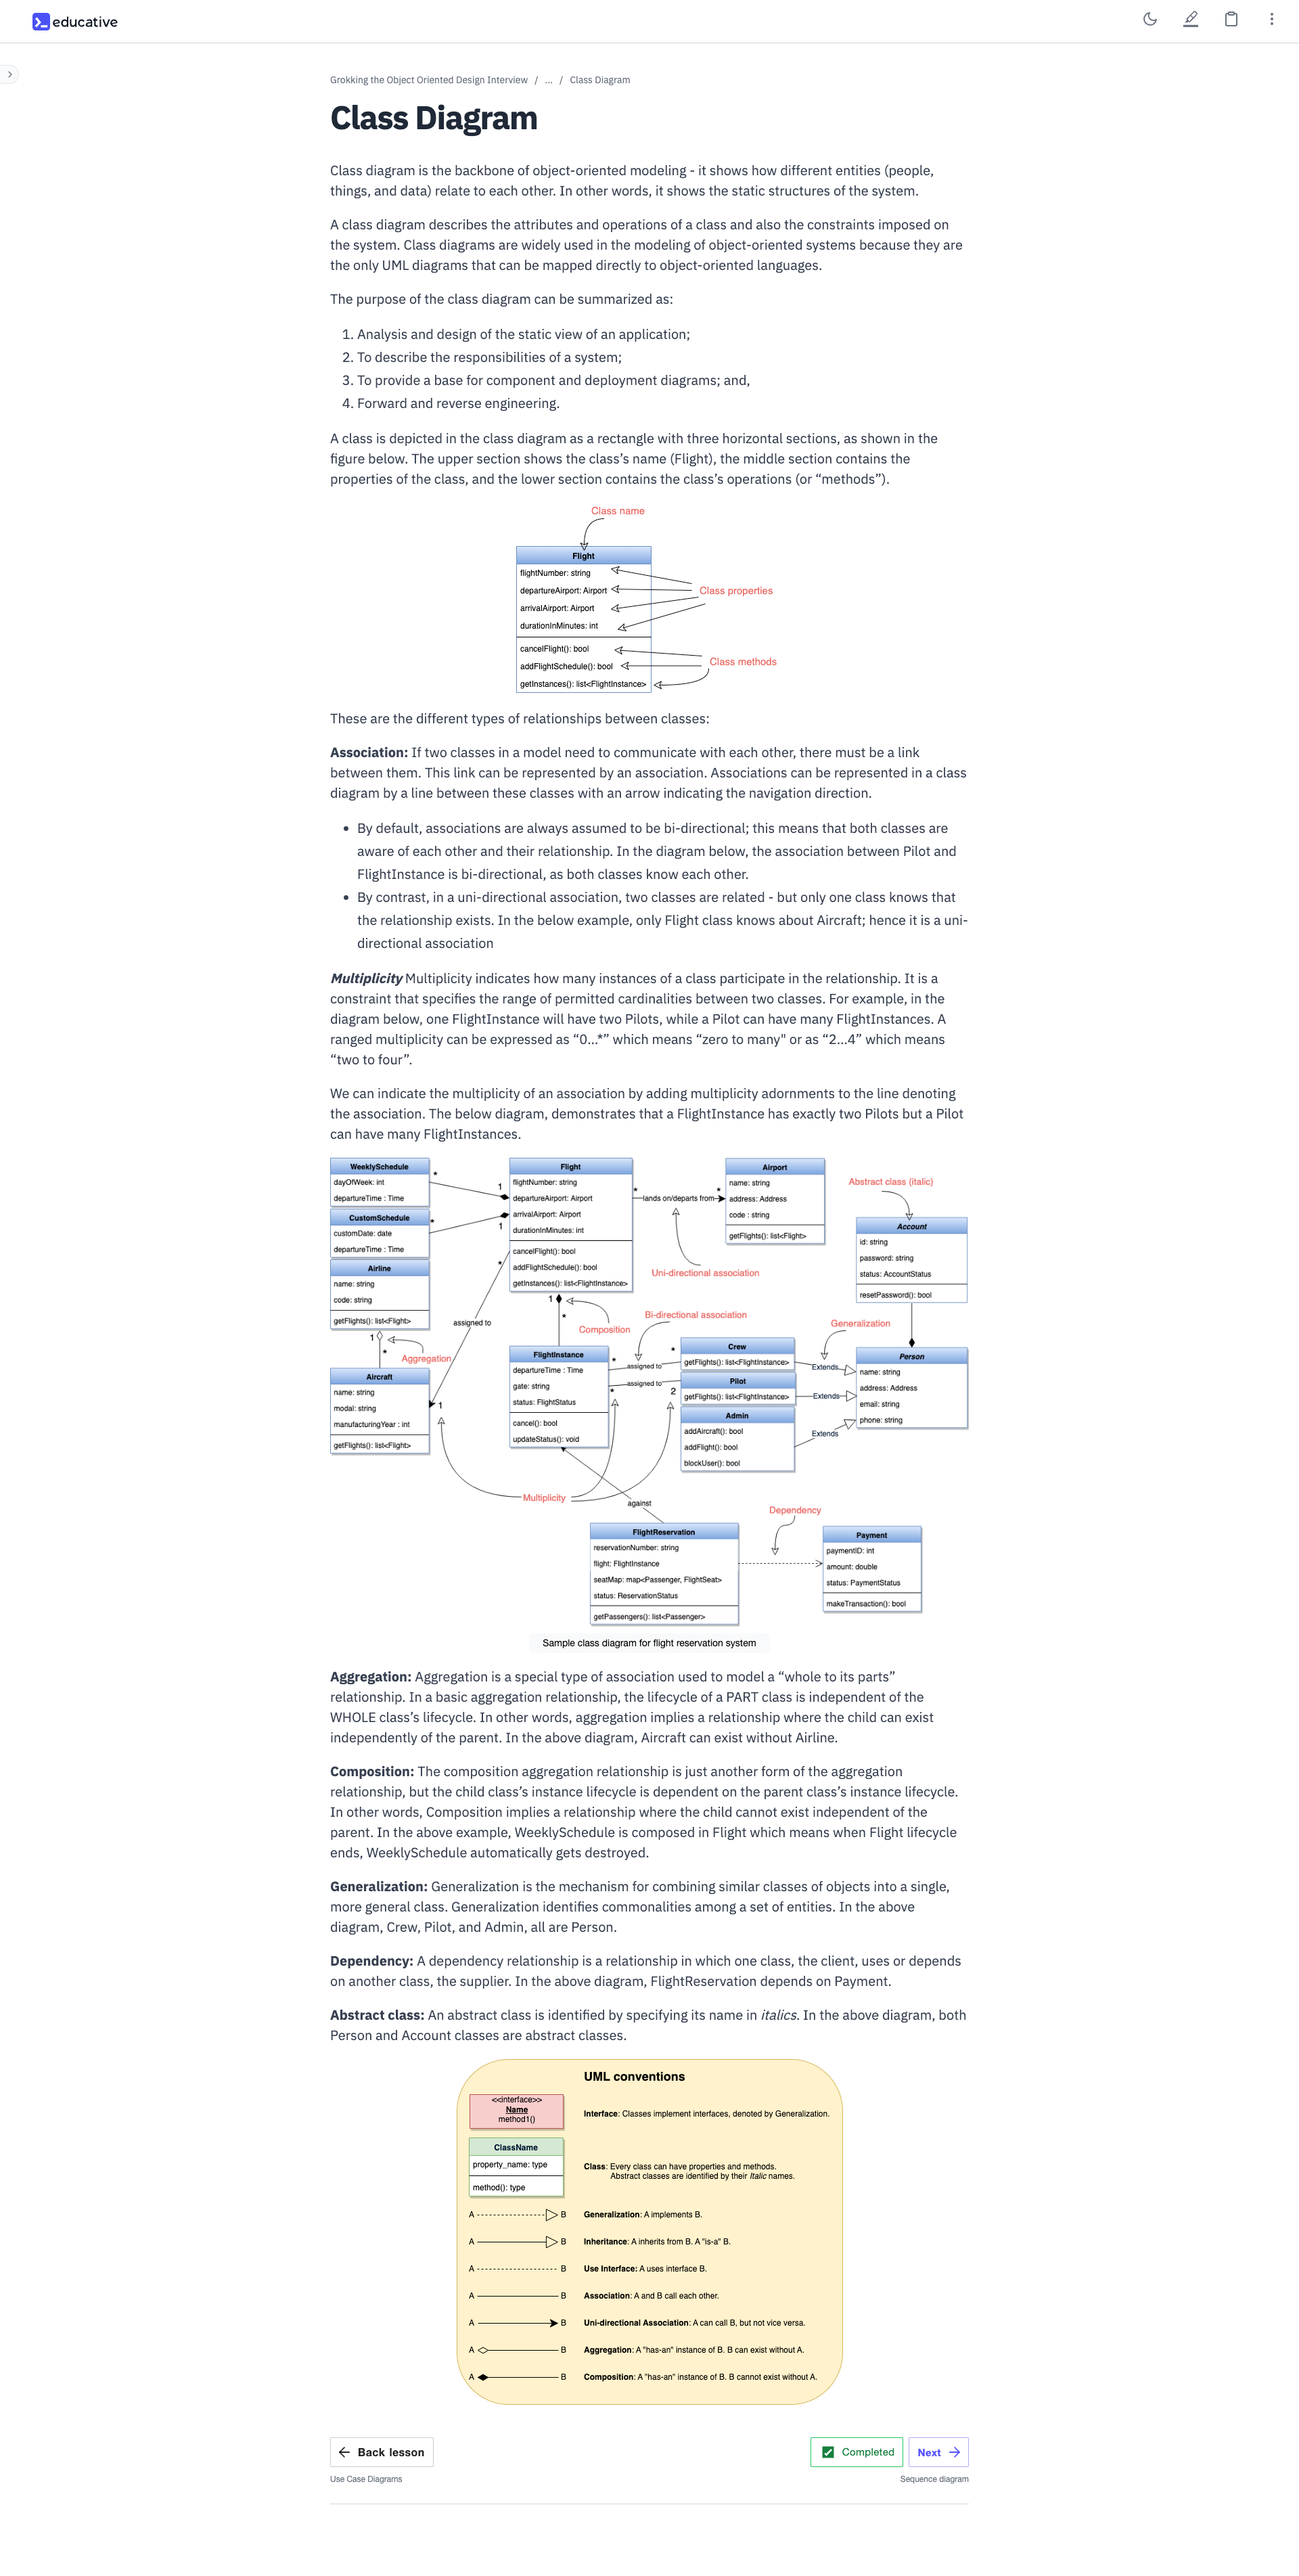 educative
Grokking the Object Oriented Design Interview / ... / Class Diagram
Class Diagram
Class diagram is the backbone of object-oriented modeling - it shows how different entities (people,
things, and data) relate to each other. In other words, it shows the static structures of the system.
A class diagram describes the attributes and operations of a class and also the constraints imposed on
the system. Class diagrams are widely used in the modeling of object-oriented systems because they are
the only UML diagrams that can be mapped directly to object-oriented languages.
The purpose of the class diagram can be summarized as:
1. Analysis and design of the static view of an application;
2. To describe the responsibilities of a system;
3. To provide a base for component and deployment diagrams; and,
4. Forward and reverse engineering.
A class is depicted in the class diagram as a rectangle with three horizontal sections, as shown in the
figure below. The upper section shows the class’s name (Flight), the middle section contains the
properties of the class, and the lower section contains the class’s operations (or “methods”).
Class name
Flight
flightNumber: string
departureAirport: Airport
arrivalAirport: Airport
durationInMinutes: int
Class properties
cancelFlight(): bool
addFlightSchedule(): bool
getInstances(): list<FlightInstance>
Class methods
These are the different types of relationships between classes:
Association: If two classes in a model need to communicate with each other, there must be a link
between them. This link can be represented by an association. Associations can be represented in a class
diagram by a line between these classes with an arrow indicating the navigation direction.
• By default, associations are always assumed to be bi-directional; this means that both classes are
aware of each other and their relationship. In the diagram below, the association between Pilot and
FlightInstance is bi-directional, as both classes know each other.
• By contrast, in a uni-directional association, two classes are related - but only one class knows that
the relationship exists. In the below example, only Flight class knows about Aircraft; hence it is a uni-
directional association
Multiplicity Multiplicity indicates how many instances of a class participate in the relationship. It is a
constraint that specifies the range of permitted cardinalities between two classes. For example, in the
diagram below, one FlightInstance will have two Pilots, while a Pilot can have many FlightInstances. A
ranged multiplicity can be expressed as “0…*” which means “zero to many" or as “2…4” which means
“two to four”.
We can indicate the multiplicity of an association by adding multiplicity adornments to the line denoting
the association. The below diagram, demonstrates that a FlightInstance has exactly two Pilots but a Pilot
can have many FlightInstances.
WeeklySchedule
dayOfWeek: int
departureTime : Time
*
1
CustomSchedule
customDate: date
departureTime : Time
*
1
Flight
flightNumber: string
departureAirport: Airport
arrivalAirport: Airport
durationInMinutes: int
cancelFlight(): bool
addFlightSchedule(): bool
getInstances(): list<FlightInstance>
*
lands on/departs from
*
Airport
name: string
address: Address
code : string
getFlights(): list<Flight>
Uni-directional association
Abstract class (italic)
Account
id: string
password: string
status: AccountStatus
resetPassword(): bool
Airline
name: string
code: string
getFlights(): list<Flight>
1
*
Aggregation
*
assigned to
1
Aircraft
name: string
modal: string
manufacturingYear : int
getFlights(): list<Flight>
1
*
Composition
FlightInstance
departureTime : Time
gate: string
status: FlightStatus
cancel(): bool
updateStatus(): void
Bi-directional association
*
assigned to
*
*
assigned to
2
Crew
getFlights(): list<FlightInstance>
Pilot
getFlights(): list<FlightInstance>
Admin
addAircraft(): bool
addFlight(): bool
blockUser(): bool
Generalization
Extends
Extends
Extends
Person
name: string
address: Address
email: string
phone: string
Multiplicity
against
FlightReservation
reservationNumber: string
flight: FlightInstance
seatMap: map<Passenger, FlightSeat>
status: ReservationStatus
getPassengers(): list<Passenger>
Dependency
Payment
paymentID: int
amount: double
status: PaymentStatus
makeTransaction(): bool
Sample class diagram for flight reservation system
Aggregation: Aggregation is a special type of association used to model a “whole to its parts”
relationship. In a basic aggregation relationship, the lifecycle of a PART class is independent of the
WHOLE class’s lifecycle. In other words, aggregation implies a relationship where the child can exist
independently of the parent. In the above diagram, Aircraft can exist without Airline.
Composition: The composition aggregation relationship is just another form of the aggregation
relationship, but the child class’s instance lifecycle is dependent on the parent class’s instance lifecycle.
In other words, Composition implies a relationship where the child cannot exist independent of the
parent. In the above example, WeeklySchedule is composed in Flight which means when Flight lifecycle
ends, WeeklySchedule automatically gets destroyed.
Generalization: Generalization is the mechanism for combining similar classes of objects into a single,
more general class. Generalization identifies commonalities among a set of entities. In the above
diagram, Crew, Pilot, and Admin, all are Person.
Dependency: A dependency relationship is a relationship in which one class, the client, uses or depends
on another class, the supplier. In the above diagram, FlightReservation depends on Payment.
Abstract class: An abstract class is identified by specifying its name in italics. In the above diagram, both
Person and Account classes are abstract classes.
UML conventions
<<interface>>
Name
method1()
Interface: Classes implement interfaces, denoted by Generalization.
ClassName
property_name: type
method(): type
Class: Every class can have properties and methods.
Abstract classes are identified by their Italic names.
A B Generalization: A implements B.
A B Inheritance: A inherits from B. A "is-a" B.
A B Use Interface: A uses interface B.
A B Association: A and B call each other.
A B Uni-directional Association: A can call B, but not vice versa.
A B Aggregation: A "has-an" instance of B. B can exist without A.
A B Composition: A "has-an" instance of B. B cannot exist without A.
Back lesson
Completed
Next
Use Case Diagrams
Sequence diagram